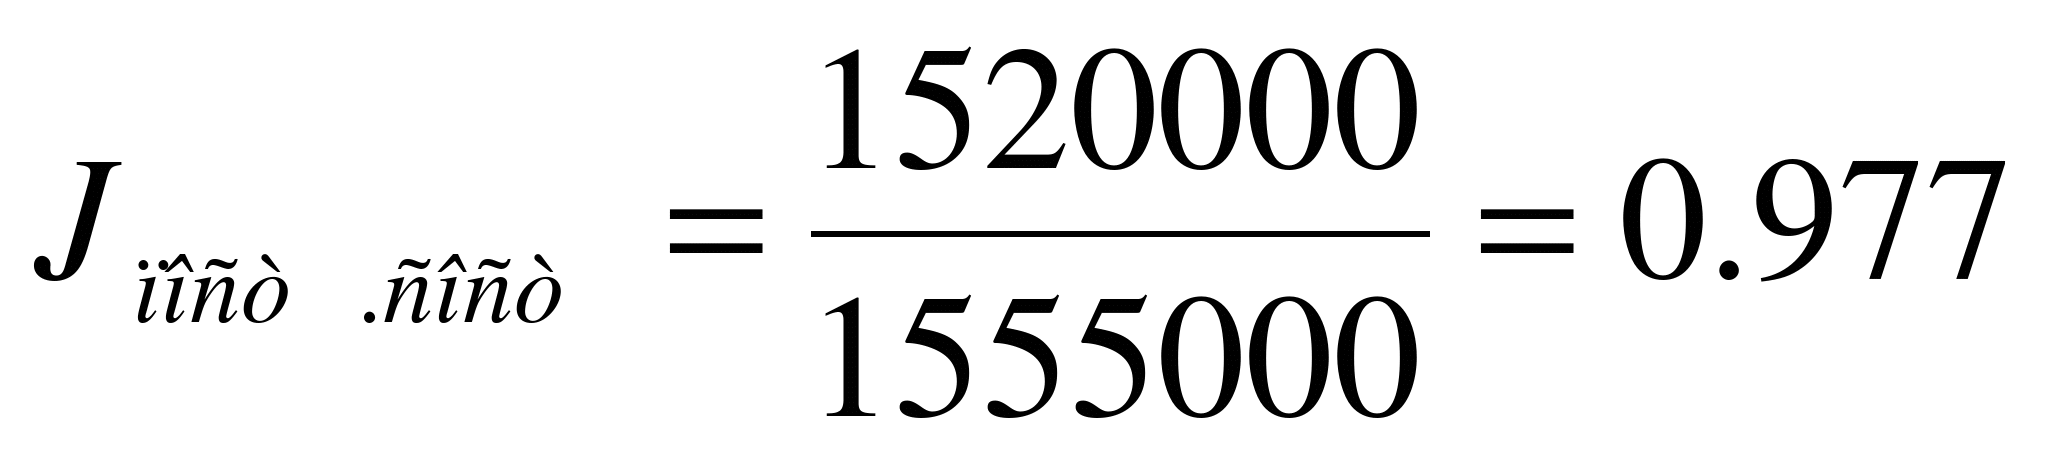 J ïîñò .ñîñò = 1520000 / 1555000 = 0.977